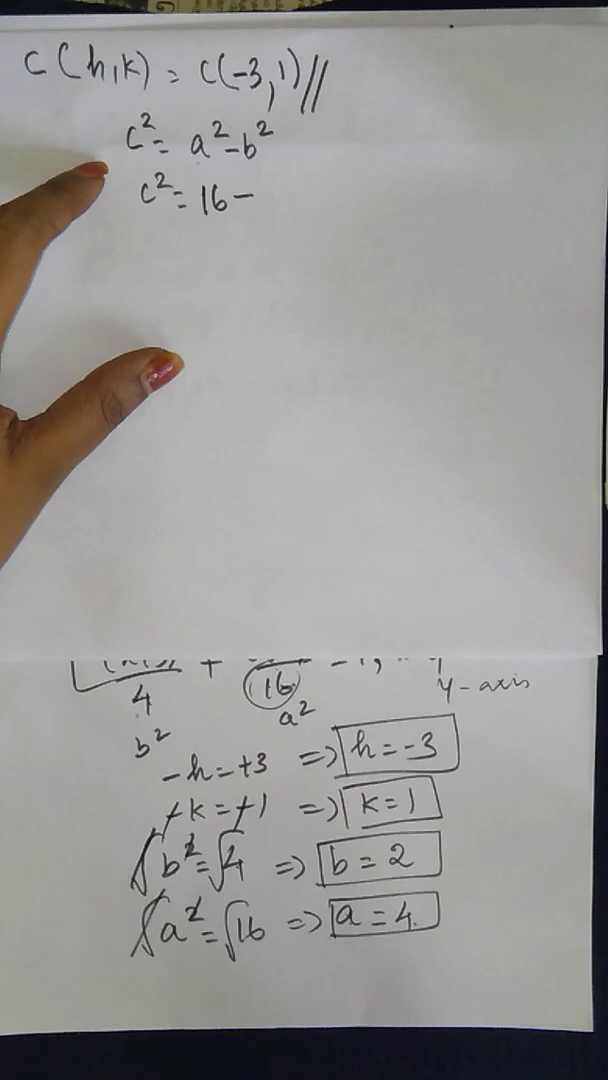 C(h,k) = C(-3,1)//
c² = a²-b²
c² = 16 -
4 + 16
y-axis
b² a²
-h = +3 => h = -3
+k = +1 => k = 1
√b² = √4 => b = 2
√a² = √16 => a = 4